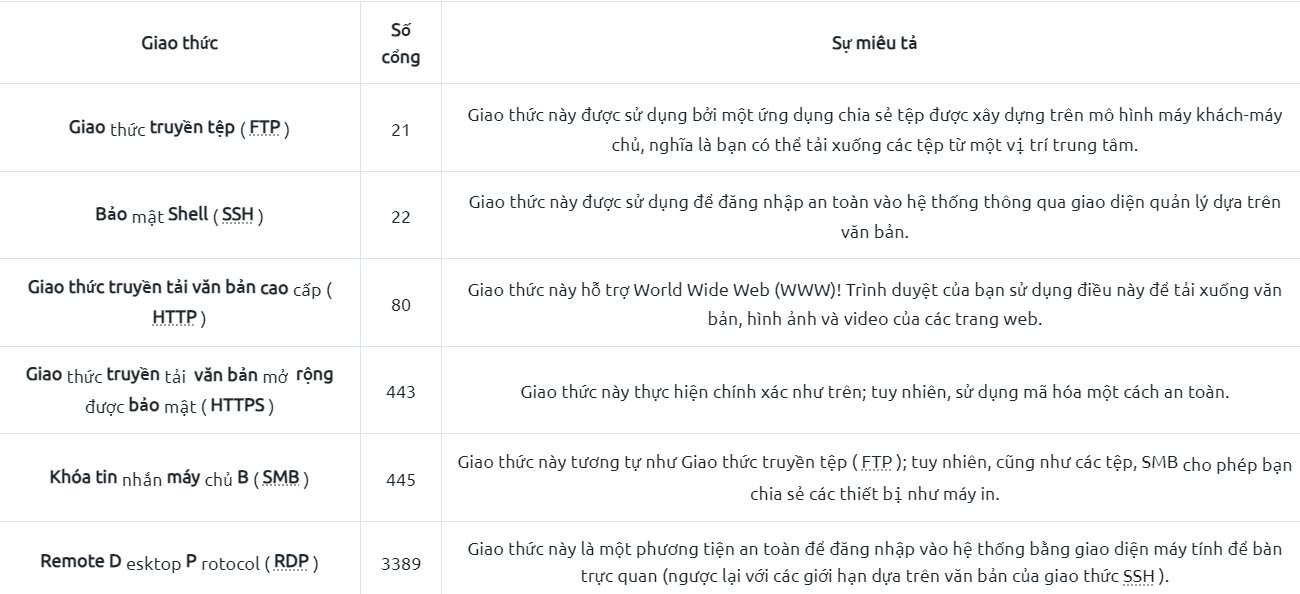 Giao thức
Số
cổng
Sự miêu tả
Giao thức truyền tệp ( FTP )
21
Giao thức này được sử dụng bởi một ứng dụng chia sẻ tệp được xây dựng trên mô hình máy khách-máy
chủ, nghĩa là bạn có thể tải xuống các tệp từ một vị trí trung tâm.
Bảo mật Shell ( SSH )
22
Giao thức này được sử dụng để đăng nhập an toàn vào hệ thống thông qua giao diện quản lý dựa trên
văn bản.
Giao thức truyền tải văn bản cao cấp (
HTTP )
80
Giao thức này hỗ trợ World Wide Web (WWW)! Trình duyệt của bạn sử dụng điều này để tải xuống văn
bản, hình ảnh và video của các trang web.
Giao thức truyền tải văn bản mở rộng
được bảo mật ( HTTPS )
443
Giao thức này thực hiện chính xác như trên; tuy nhiên, sử dụng mã hóa một cách an toàn.
Khóa tin nhắn máy chủ B ( SMB )
445
Giao thức này tương tự như Giao thức truyền tệp ( FTP ); tuy nhiên, cũng như các tệp, SMB cho phép bạn
chia sẻ các thiết bị như máy in.
Remote D esktop P rotocol ( RDP )
3389
Giao thức này là một phương tiện an toàn để đăng nhập vào hệ thống bằng giao diện máy tính để bàn
trực quan (ngược lại với các giới hạn dựa trên văn bản của giao thức SSH ).